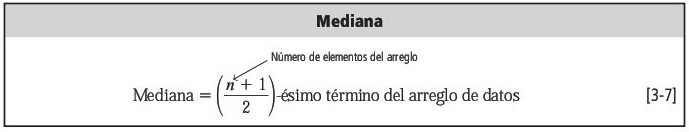 Mediana
Número de elementos del arreglo
Mediana = (n + 1 / 2)-ésimo término del arreglo de datos [3-7]